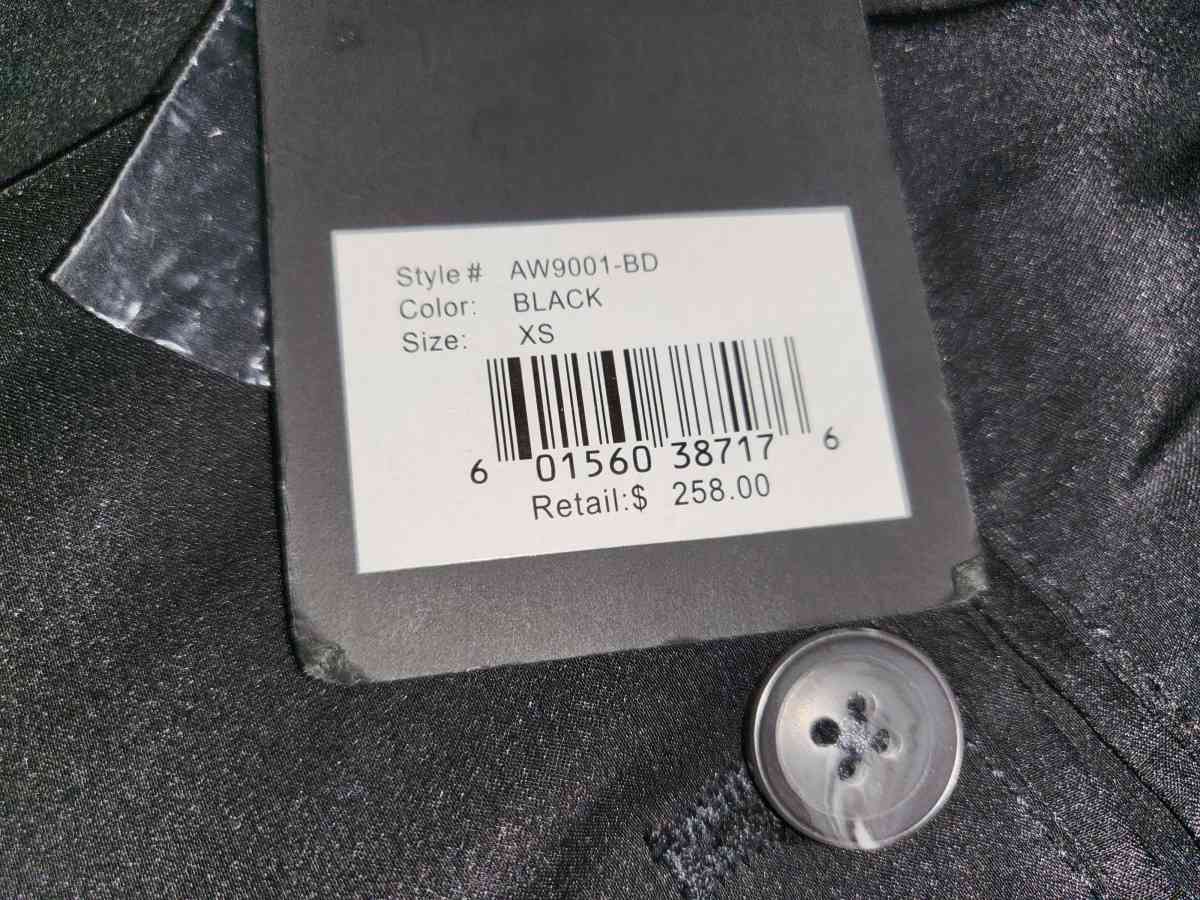 Style # AW9001-BD
Color: BLACK
Size: XS
6 01560 38717 6
Retail:$ 258.00